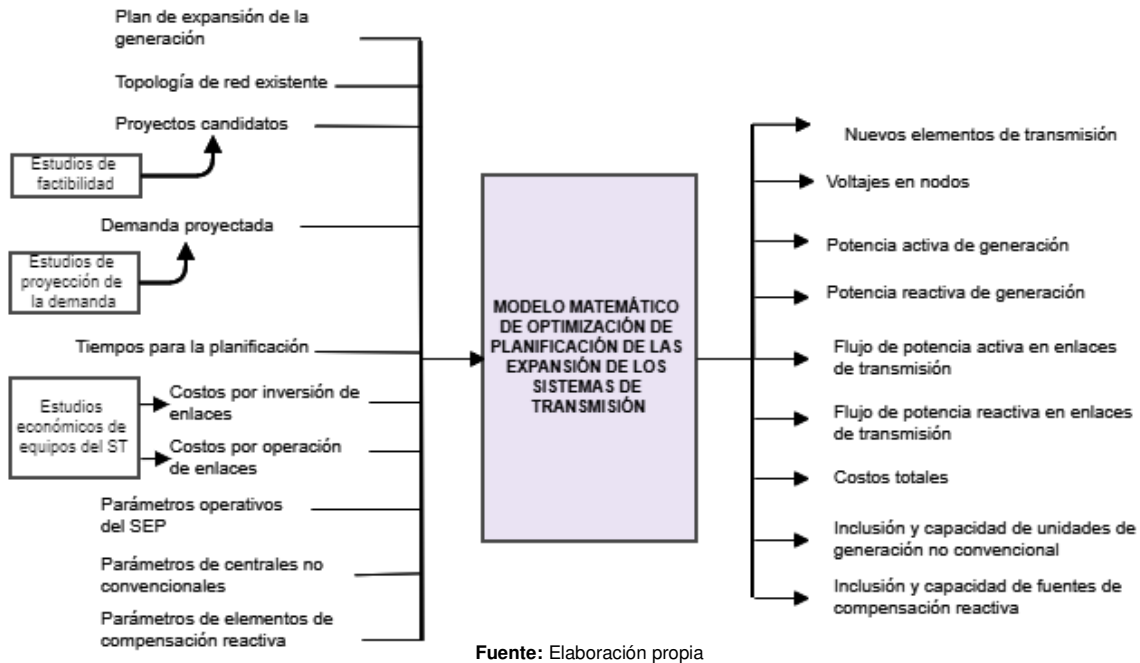 Plan de expansión de la
generación
Topología de red existente
Proyectos candidatos
Estudios de
factibilidad
Demanda proyectada
Estudios de
proyección de
la demanda
Tiempos para la planificación
Estudios
económicos de
equipos del ST
Costos por inversión de
enlaces
Costos por operación
de enlaces
Parámetros operativos
del SEP
Parámetros de centrales no
convencionales
Parámetros de elementos de
compensación reactiva
MODELO MATEMÁTICO
DE OPTIMIZACIÓN DE
PLANIFICACIÓN DE LAS
EXPANSIÓN DE LOS
SISTEMAS DE
TRANSMISIÓN
Nuevos elementos de transmisión
Voltajes en nodos
Potencia activa de generación
Potencia reactiva de generación
Flujo de potencia activa en enlaces
de transmisión
Flujo de potencia reactiva en enlaces
de transmisión
Costos totales
Inclusión y capacidad de unidades de
generación no convencional
Inclusión y capacidad de fuentes de
compensación reactiva
Fuente: Elaboración propia